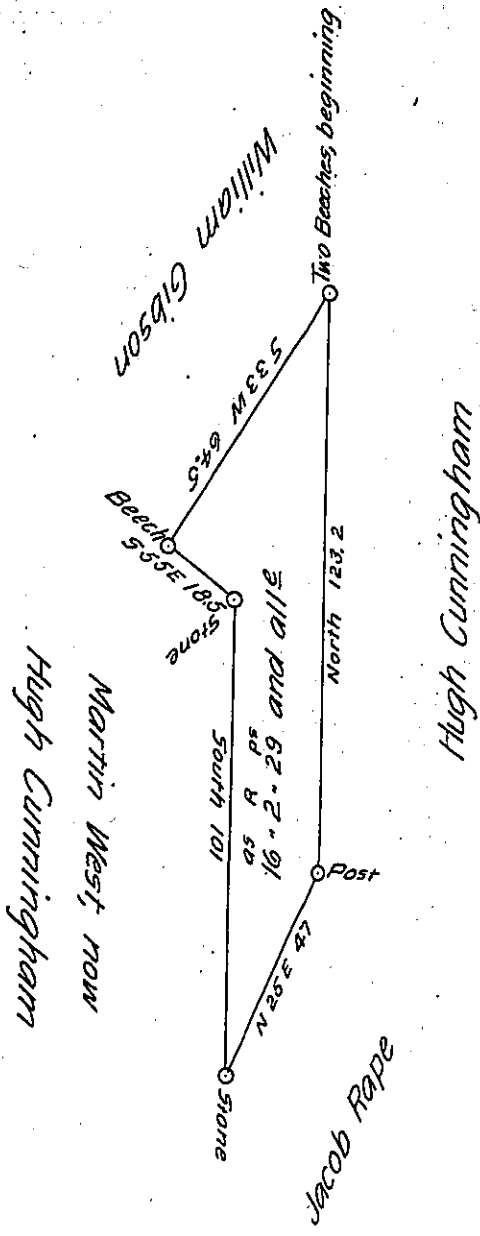 Two Beeches, beginning
William Gibson
S 33 W 64.5
Beech
S 55 E 18.5
Stone
North 123.2
Hugh Cunningham
as R ps
16 " 2 " 29 and alle
South 101
Martin West, now
Hugh Cunningham
Post
N 25 E 47
Stone
Jacob Rape